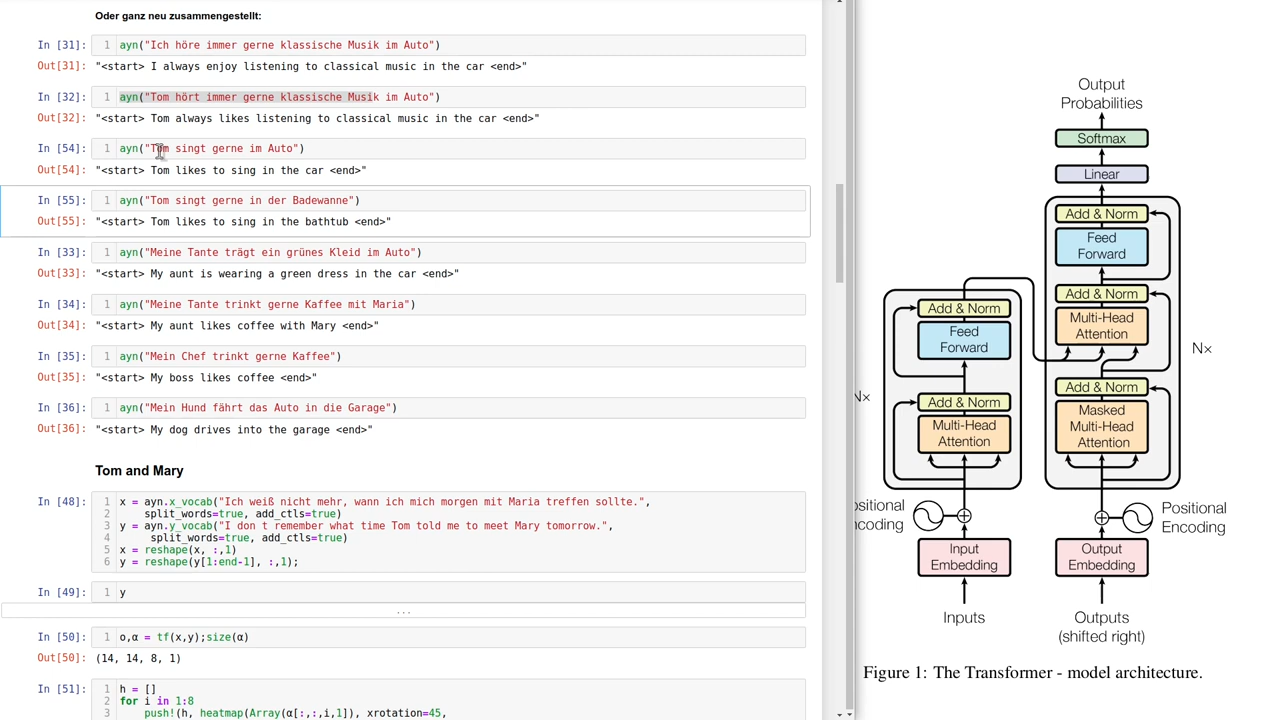 Oder ganz neu zusammengestellt:
In [31]: 1 ayn("Ich höre immer gerne klassische Musik im Auto")
Out[31]: "<start> I always enjoy listening to classical music in the car <end>"
In [32]: 1 ayn("Tom hört immer gerne klassische Musik im Auto")
Out[32]: "<start> Tom always likes listening to classical music in the car <end>"
In [54]: 1 ayn("Tom singt gerne im Auto")
Out[54]: "<start> Tom likes to sing in the car <end>"
In [55]: 1 ayn("Tom singt gerne in der Badewanne")
Out[55]: "<start> Tom likes to sing in the bathtub <end>"
In [33]: 1 ayn("Meine Tante trägt ein grünes Kleid im Auto")
Out[33]: "<start> My aunt is wearing a green dress in the car <end>"
In [34]: 1 ayn("Meine Tante trinkt gerne Kaffee mit Maria")
Out[34]: "<start> My aunt likes coffee with Mary <end>"
In [35]: 1 ayn("Mein Chef trinkt gerne Kaffee")
Out[35]: "<start> My boss likes coffee <end>"
In [36]: 1 ayn("Mein Hund fährt das Auto in die Garage")
Out[36]: "<start> My dog drives into the garage <end>"
Tom and Mary
In [48]: 1 x = ayn.x_vocab("Ich weiß nicht mehr, wann ich mich morgen mit Maria treffen sollte.",
2 split_words=true, add_ctls=true)
3 y = ayn.y_vocab("I don t remember what time Tom told me to meet Mary tomorrow.",
4 split_words=true, add_ctls=true)
5 x = reshape(x, :,1)
6 y = reshape(y[1:end-1], :,1);
In [49]: 1 y
...
In [50]: 1 o,α = tf(x,y);size(α)
Out[50]: (14, 14, 8, 1)
In [51]: 1 h = []
2 for i in 1:8
3 push!(h, heatmap(Array(α[:,:,i,1]), xrotation=45,
Output
Probabilities
Softmax
Linear
Add & Norm
Feed
Forward
Add & Norm
Multi-Head
Attention
N×
Add & Norm
Masked
Multi-Head
Attention
Add & Norm
Feed
Forward
N×
Add & Norm
Multi-Head
Attention
ositional
ncoding
Positional
Encoding
Input
Embedding
Output
Embedding
Inputs
Outputs
(shifted right)
Figure 1: The Transformer - model architecture.